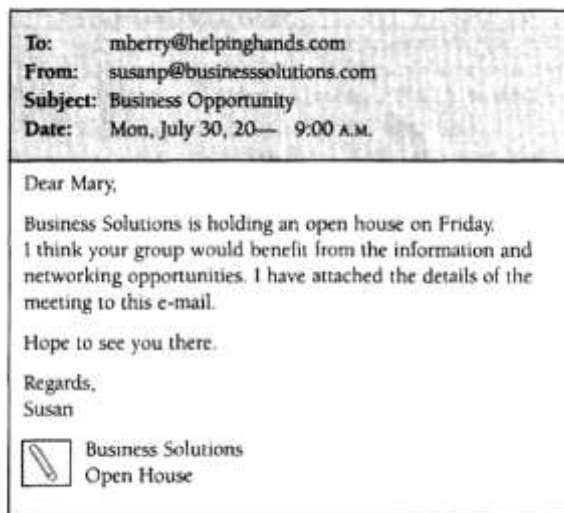 To: mberry@helpinghands.com
From: susanp@businesssolutions.com
Subject: Business Opportunity
Date: Mon, July 30, 20— 9:00 A.M.
Dear Mary,
Business Solutions is holding an open house on Friday.
I think your group would benefit from the information and
networking opportunities. I have attached the details of the
meeting to this e-mail.
Hope to see you there.
Regards,
Susan
Business Solutions
Open House